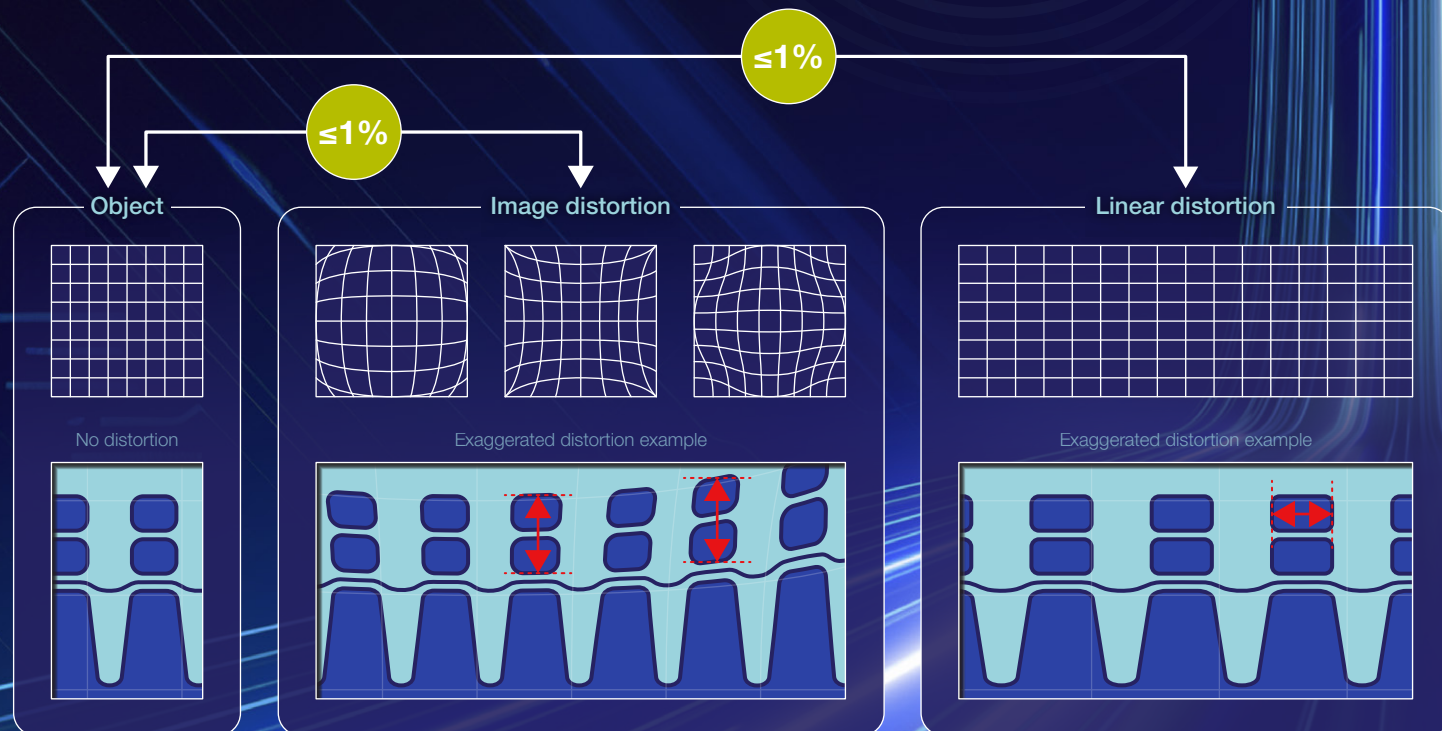 ≤1%
≤1%
Object
Image distortion
Linear distortion
No distortion
Exaggerated distortion example
Exaggerated distortion example